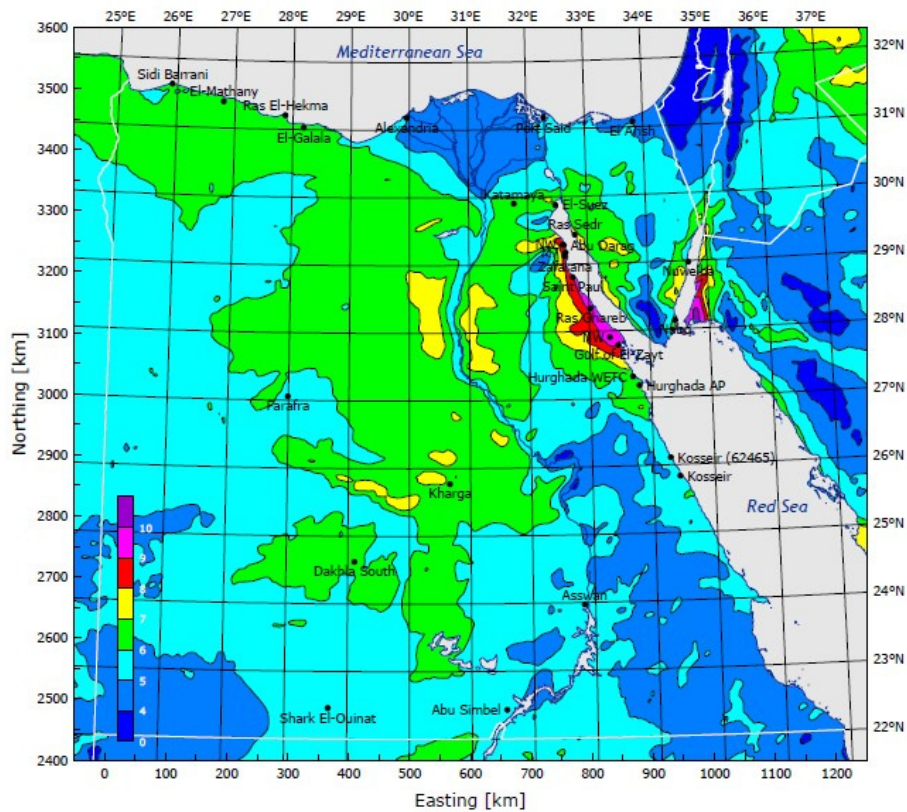 25°E 26°E 27°E 28°E 29°E 30°E 31°E 32°E 33°E 34°E 35°E 36°E 37°E
3600
32°N
Mediterranean Sea
Sidi Barrani
El-Mathany
3500
Ras El-Hekma
31°N
El-Galala
Alexandria
Port Said
El Arish
3400
30°N
3300
Katamaya
El-Suez
Ras Sedr
NW
Abu Darag
29°N
3200
Zafarana
Nuweiba
Saint Paul
28°N
3100
Ras Ghareb
NW
Nabq
Gulf of El-Zayt
Hurghada WEFC
Hurghada AP
27°N
3000
Farafra
Northing [km]
2900
Kosseir (62465)
26°N
Kosseir
Kharga
2800
Red Sea
25°N
10
9
8
7
6
5
4
0
2700
Dakhla South
24°N
Asswan
2600
23°N
2500
Shark El-Ouinat
Abu Simbel
22°N
2400
0 100 200 300 400 500 600 700 800 900 1000 1100 1200
Easting [km]